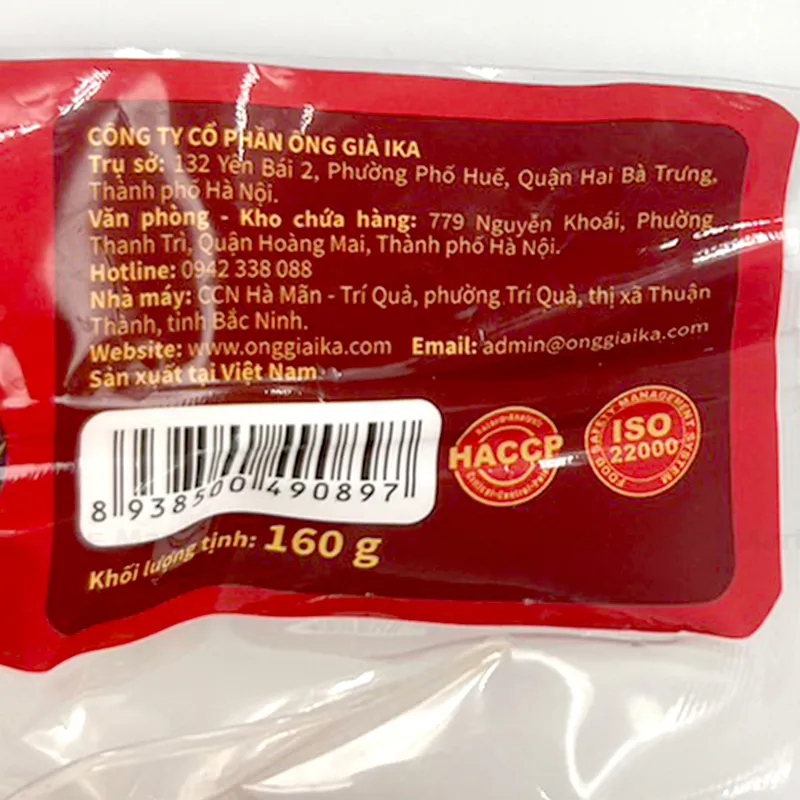 CÔNG TY CỔ PHẦN ÔNG GIÀ IKA
Trụ sở: 132 Yên Bái 2, Phường Phố Huế, Quận Hai Bà Trưng,
Thành phố Hà Nội.
Văn phòng - Kho chứa hàng: 779 Nguyễn Khoái, Phường
Thanh Trì, Quận Hoàng Mai, Thành phố Hà Nội.
Hotline: 0942 338 088
Nhà máy: CCN Hà Mãn - Trí Quả, phường Trí Quả, thị xã Thuận
Thành, tỉnh Bắc Ninh.
Website: www.onggiaika.com Email: admin@onggiaika.com
Sản xuất tại Việt Nam
HACCP
FOOD SAFETY MANAGEMENT SYSTEM
ISO
22000
8 938500 490897
Khối lượng tịnh: 160 g